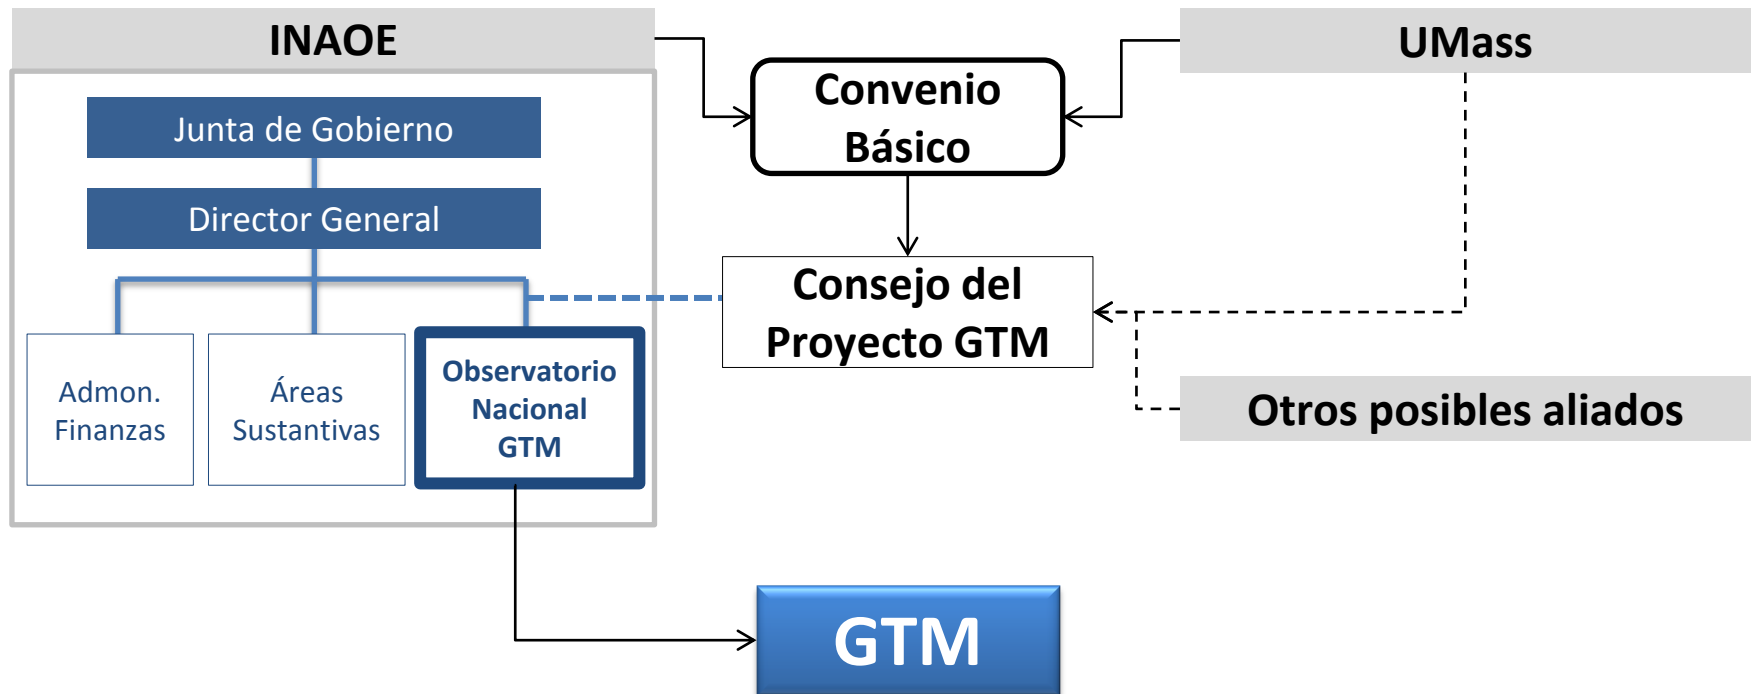 INAOE
UMass
Convenio
Básico
Junta de Gobierno
Director General
Consejo del
Proyecto GTM
Admon.
Finanzas
Áreas
Sustantivas
Observatorio
Nacional
GTM
Otros posibles aliados
GTM